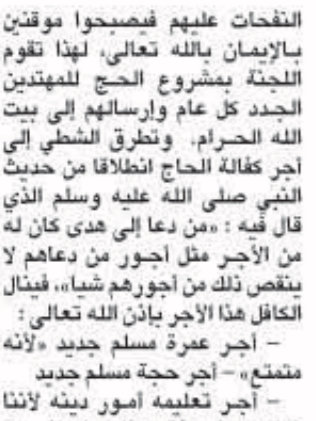 النفحات عليهم فيصبحوا موقنين
بالإيمان بالله تعالى، لهذا تقوم
اللجنة بمشروع الحج للمهتدين
الجدد كل عام وإرسالهم إلى بيت
الله الحرام. وتطرق الشطي إلى
أجر كفالة الحاج انطلاقا من حديث
النبي صلى الله عليه وسلم الذي
قال فيه : «من دعا إلى هدى كان له
من الأجر مثل أجور من دعاهم لا
ينقص ذلك من أجورهم شيا»، فينال
الكافل هذا الأجر بإذن الله تعالى :
- أجر عمرة مسلم جديد «لأنه
متمتع» - أجر حجة مسلم جديد
- أجر تعليمه أمور دينه لأننا